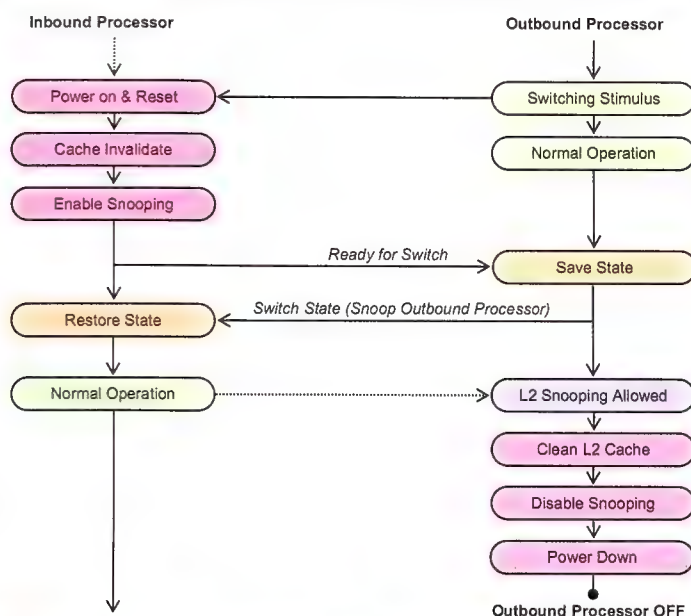 Inbound Processor
Outbound Processor
Power on & Reset
Switching Stimulus
Cache Invalidate
Normal Operation
Enable Snooping
Ready for Switch
Save State
Switch State (Snoop Outbound Processor)
Restore State
Normal Operation
L2 Snooping Allowed
Clean L2 Cache
Disable Snooping
Power Down
Outbound Processor OFF